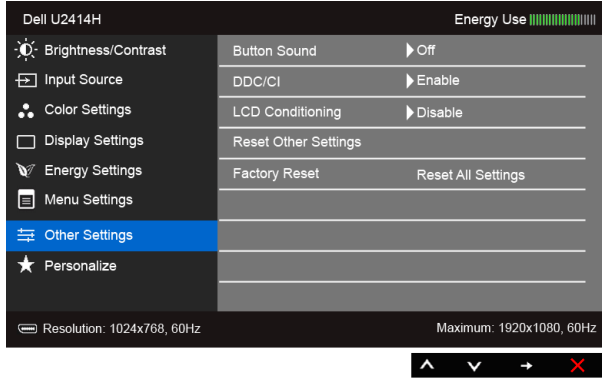 Dell U2414H Energy Use
Brightness/Contrast Button Sound Off
Input Source DDC/CI Enable
Color Settings LCD Conditioning Disable
Display Settings Reset Other Settings
Energy Settings Factory Reset Reset All Settings
Menu Settings
Other Settings
Personalize
Resolution: 1024x768, 60Hz Maximum: 1920x1080, 60Hz